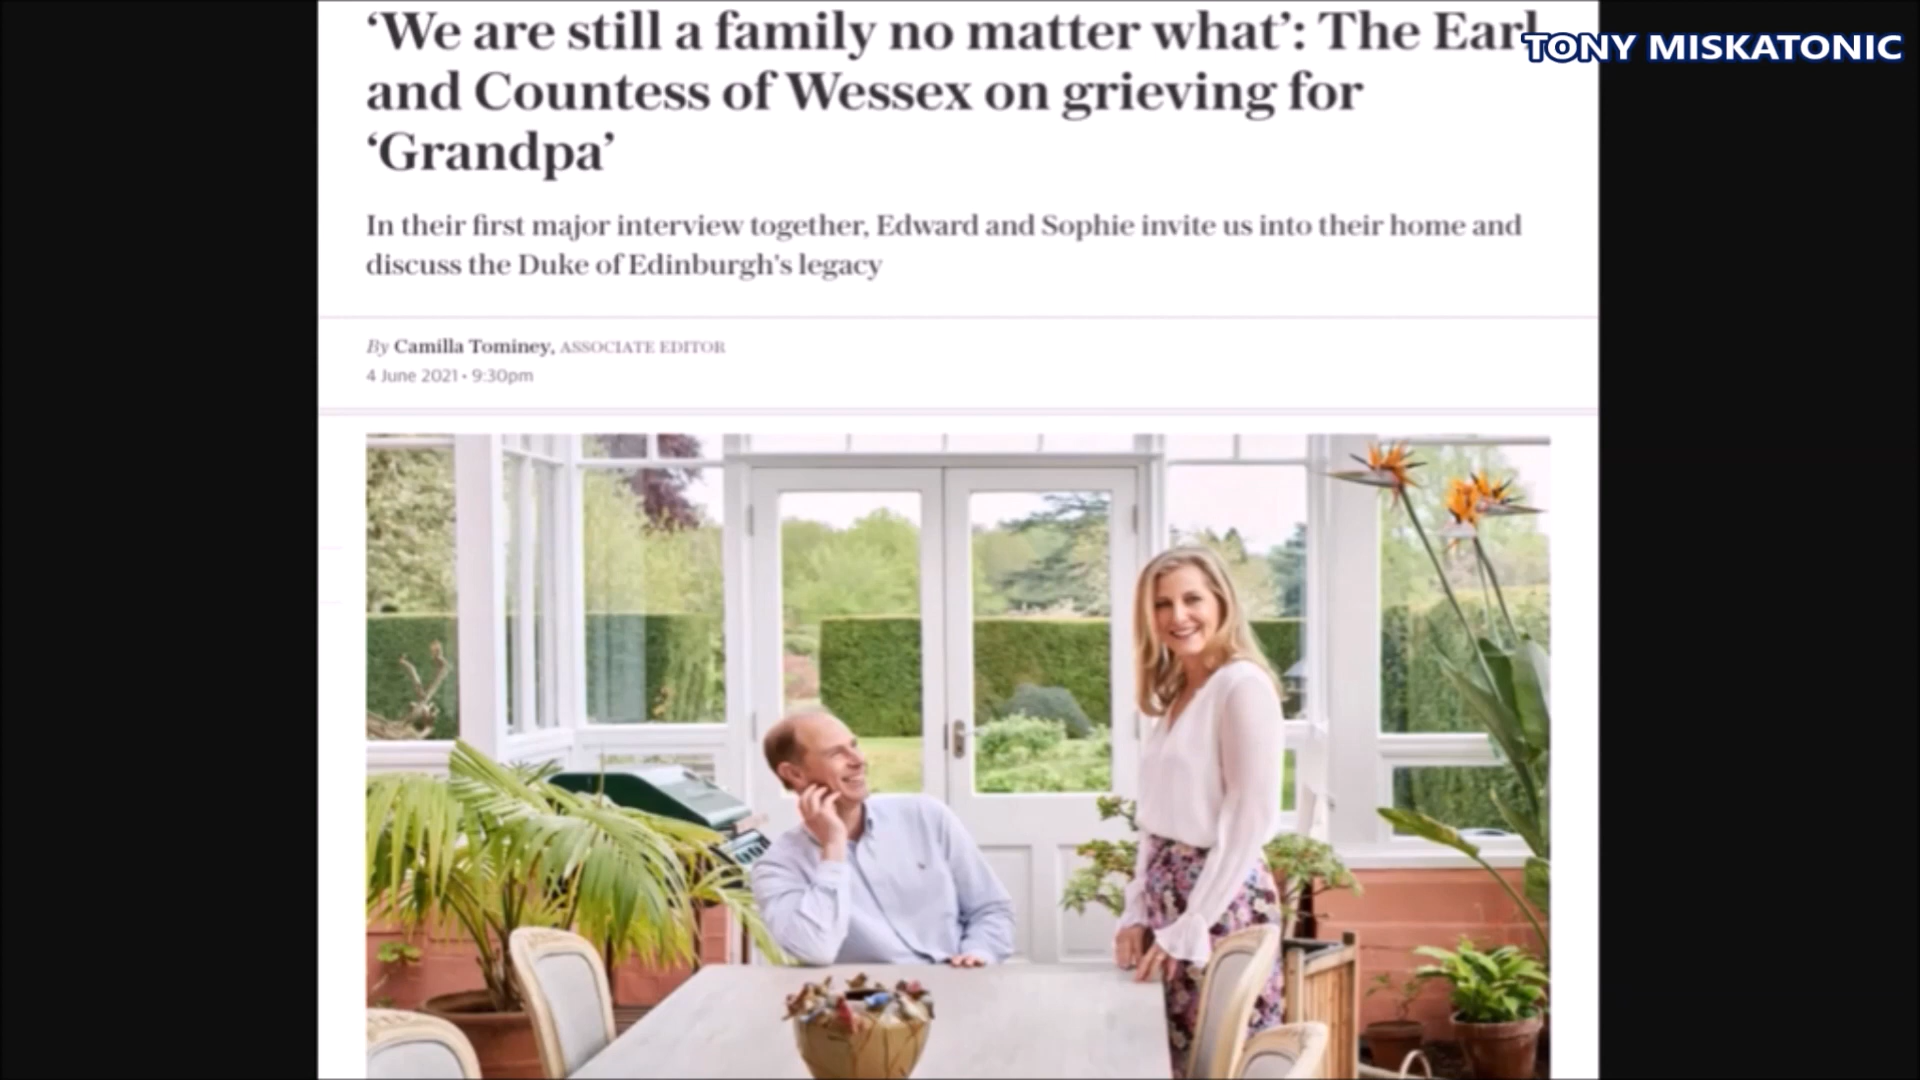 ‘We are still a family no matter what’: The Earl
TONY MISKATONIC
and Countess of Wessex on grieving for
‘Grandpa’
In their first major interview together, Edward and Sophie invite us into their home and
discuss the Duke of Edinburgh's legacy
By Camilla Tominey, ASSOCIATE EDITOR
4 June 2021 • 9:30pm